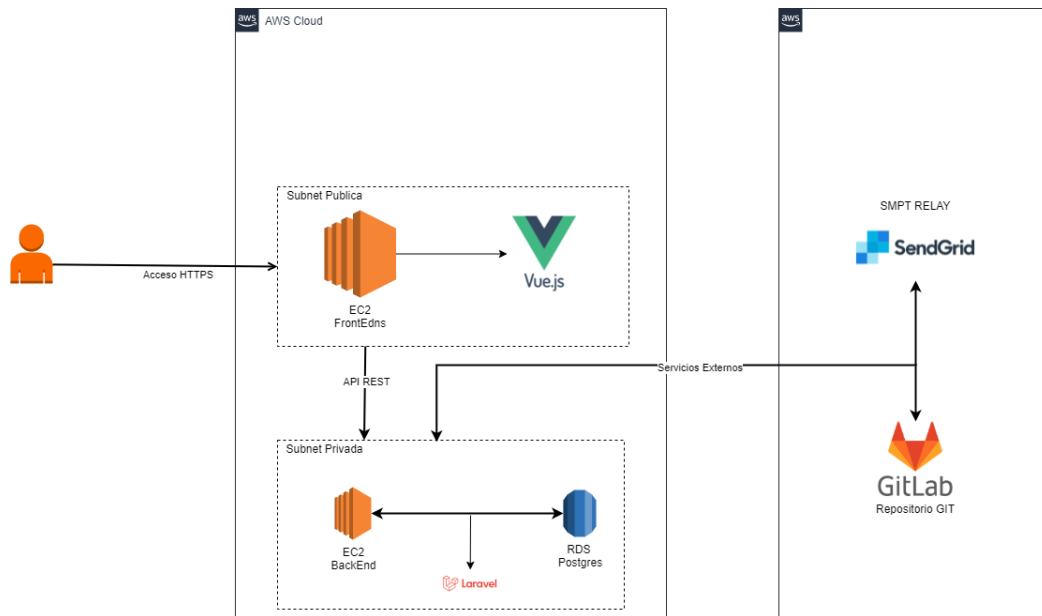 aws
AWS Cloud
aws
Subnet Publica
Vue.js
EC2
FrontEdns
Acceso HTTPS
API REST
SMPT RELAY
SendGrid
Servicios Externos
GitLab
Repositorio GIT
Subnet Privada
EC2
BackEnd
Laravel
RDS
Postgres